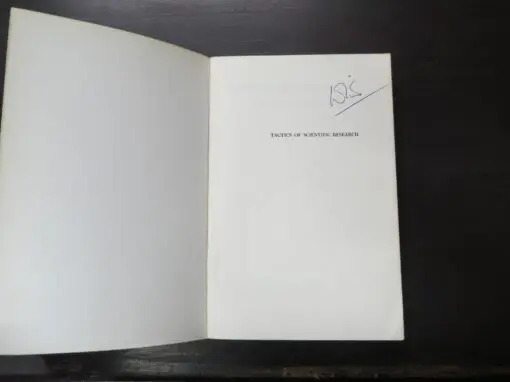 TACTICS OF SCIENTIFIC RESEARCH